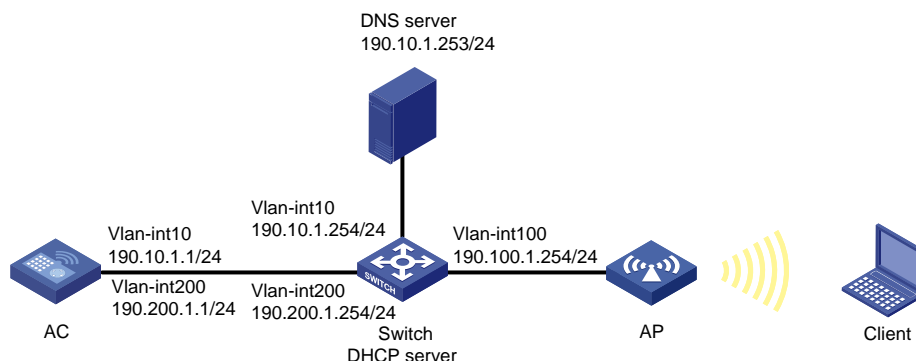 DNS server
190.10.1.253/24
Vlan-int10
190.10.1.1/24
Vlan-int200
190.200.1.1/24
Vlan-int10
190.10.1.254/24
Vlan-int200
190.200.1.254/24
Vlan-int100
190.100.1.254/24
SWITCH
AC
Switch
DHCP server
AP
Client